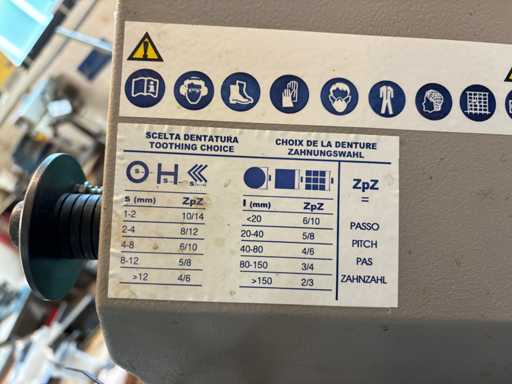 SCELTA DENTATURA
TOOTHING CHOICE
CHOIX DE LA DENTURE
ZAHNUNGSWAHL
s (mm) ZpZ
1-2 10/14
2-4 8/12
4-8 6/10
8-12 5/8
>12 4/6
l (mm) ZpZ
<20 6/10
20-40 5/8
40-80 4/6
80-150 3/4
>150 2/3
ZpZ
=
PASSO
PITCH
PAS
ZAHNZAHL